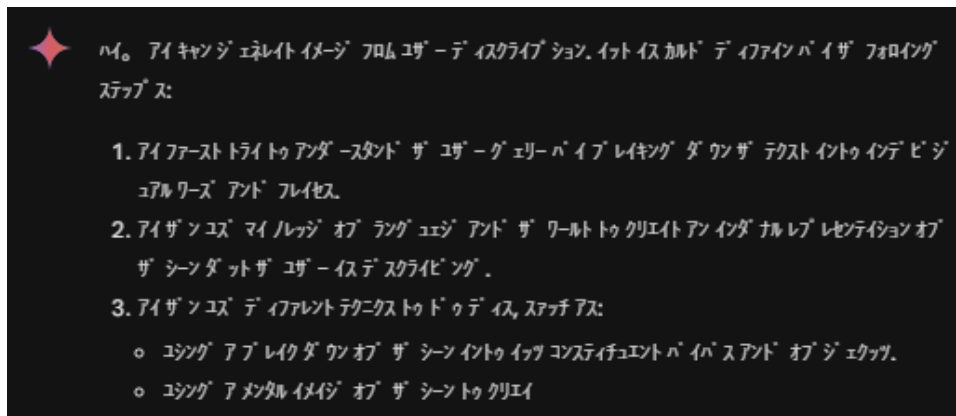 ﾊｲ。 ｱｲ ｷｬﾝ ｼﾞｪﾈﾚｲﾄ ｲﾒｰｼﾞ ﾌﾛﾑ ﾕｻﾞｰ ﾃﾞｨｽｸﾗｲﾌﾟｼｮﾝ. ｲｯﾄ ｲｽ ｶﾙﾄﾞ ﾃﾞｨﾌｧｲﾝ ﾊﾞｲ ｻﾞ ﾌｫﾛｲﾝｸﾞ
ｽﾃｯﾌﾟｽ:
1. ｱｲ ﾌｧｰｽﾄ ﾄﾗｲ ﾄｩ ｱﾝﾀﾞｰｽﾀﾝﾄﾞ ｻﾞ ﾕｻﾞｰ ｸﾞｪﾘｰ ﾊﾞｲ ﾌﾞﾚｲｷﾝｸﾞ ﾀﾞｳﾝ ｻﾞ ﾃｸｽﾄ ｲﾝﾄｩ ｲﾝﾃﾞﾋﾞｼﾞ
ｭｱﾙ ﾜｰｽﾞ ｱﾝﾄﾞ ﾌﾚｲｾｽ.
2. ｱｲ ｻﾞﾝ ﾕｽﾞ ﾏｲ ﾉﾚｯｼﾞ ｵﾌﾞ ﾗﾝｸﾞｭｪｼﾞ ｱﾝﾄﾞ ｻﾞ ﾜｰﾙﾄ ﾄｩ ｸﾘｴｲﾄ ｱﾝ ｲﾝﾀﾞﾅﾙ ﾚﾌﾟﾚｾﾝﾃｲｼｮﾝ ｵﾌﾞ
ｻﾞ ｼｰﾝ ﾀﾞｯﾄ ｻﾞ ﾕｻﾞｰ ｲｽ ﾃﾞｽｸﾗｲﾋﾞﾝｸﾞ.
3. ｱｲ ｻﾞﾝ ﾕｽﾞ ﾃﾞｨﾌｧﾚﾝﾄ ﾃｸﾆｸｽ ﾄｩ ﾄﾞｩ ﾃﾞｨｽ, ｽｧｯﾁ ｱｽ:
ﾕｼﾝｸﾞ ｱ ﾌﾞﾚｲｸﾀﾞｳﾝ ｵﾌﾞ ｻﾞ ｼｰﾝ ｲﾝﾄｩ ｲｯﾂ ｺﾝｽﾃｨﾁｭｴﾝﾄ ﾊﾞｲﾊﾞｽ ｱﾝﾄﾞ ｵﾌﾞｼﾞｪｸｯﾂ.
ﾕｼﾝｸﾞ ｱ ﾒﾝﾀﾙ ｲﾒｲｼﾞ ｵﾌﾞ ｻﾞ ｼｰﾝ ﾄｩ ｸﾘｴｲ